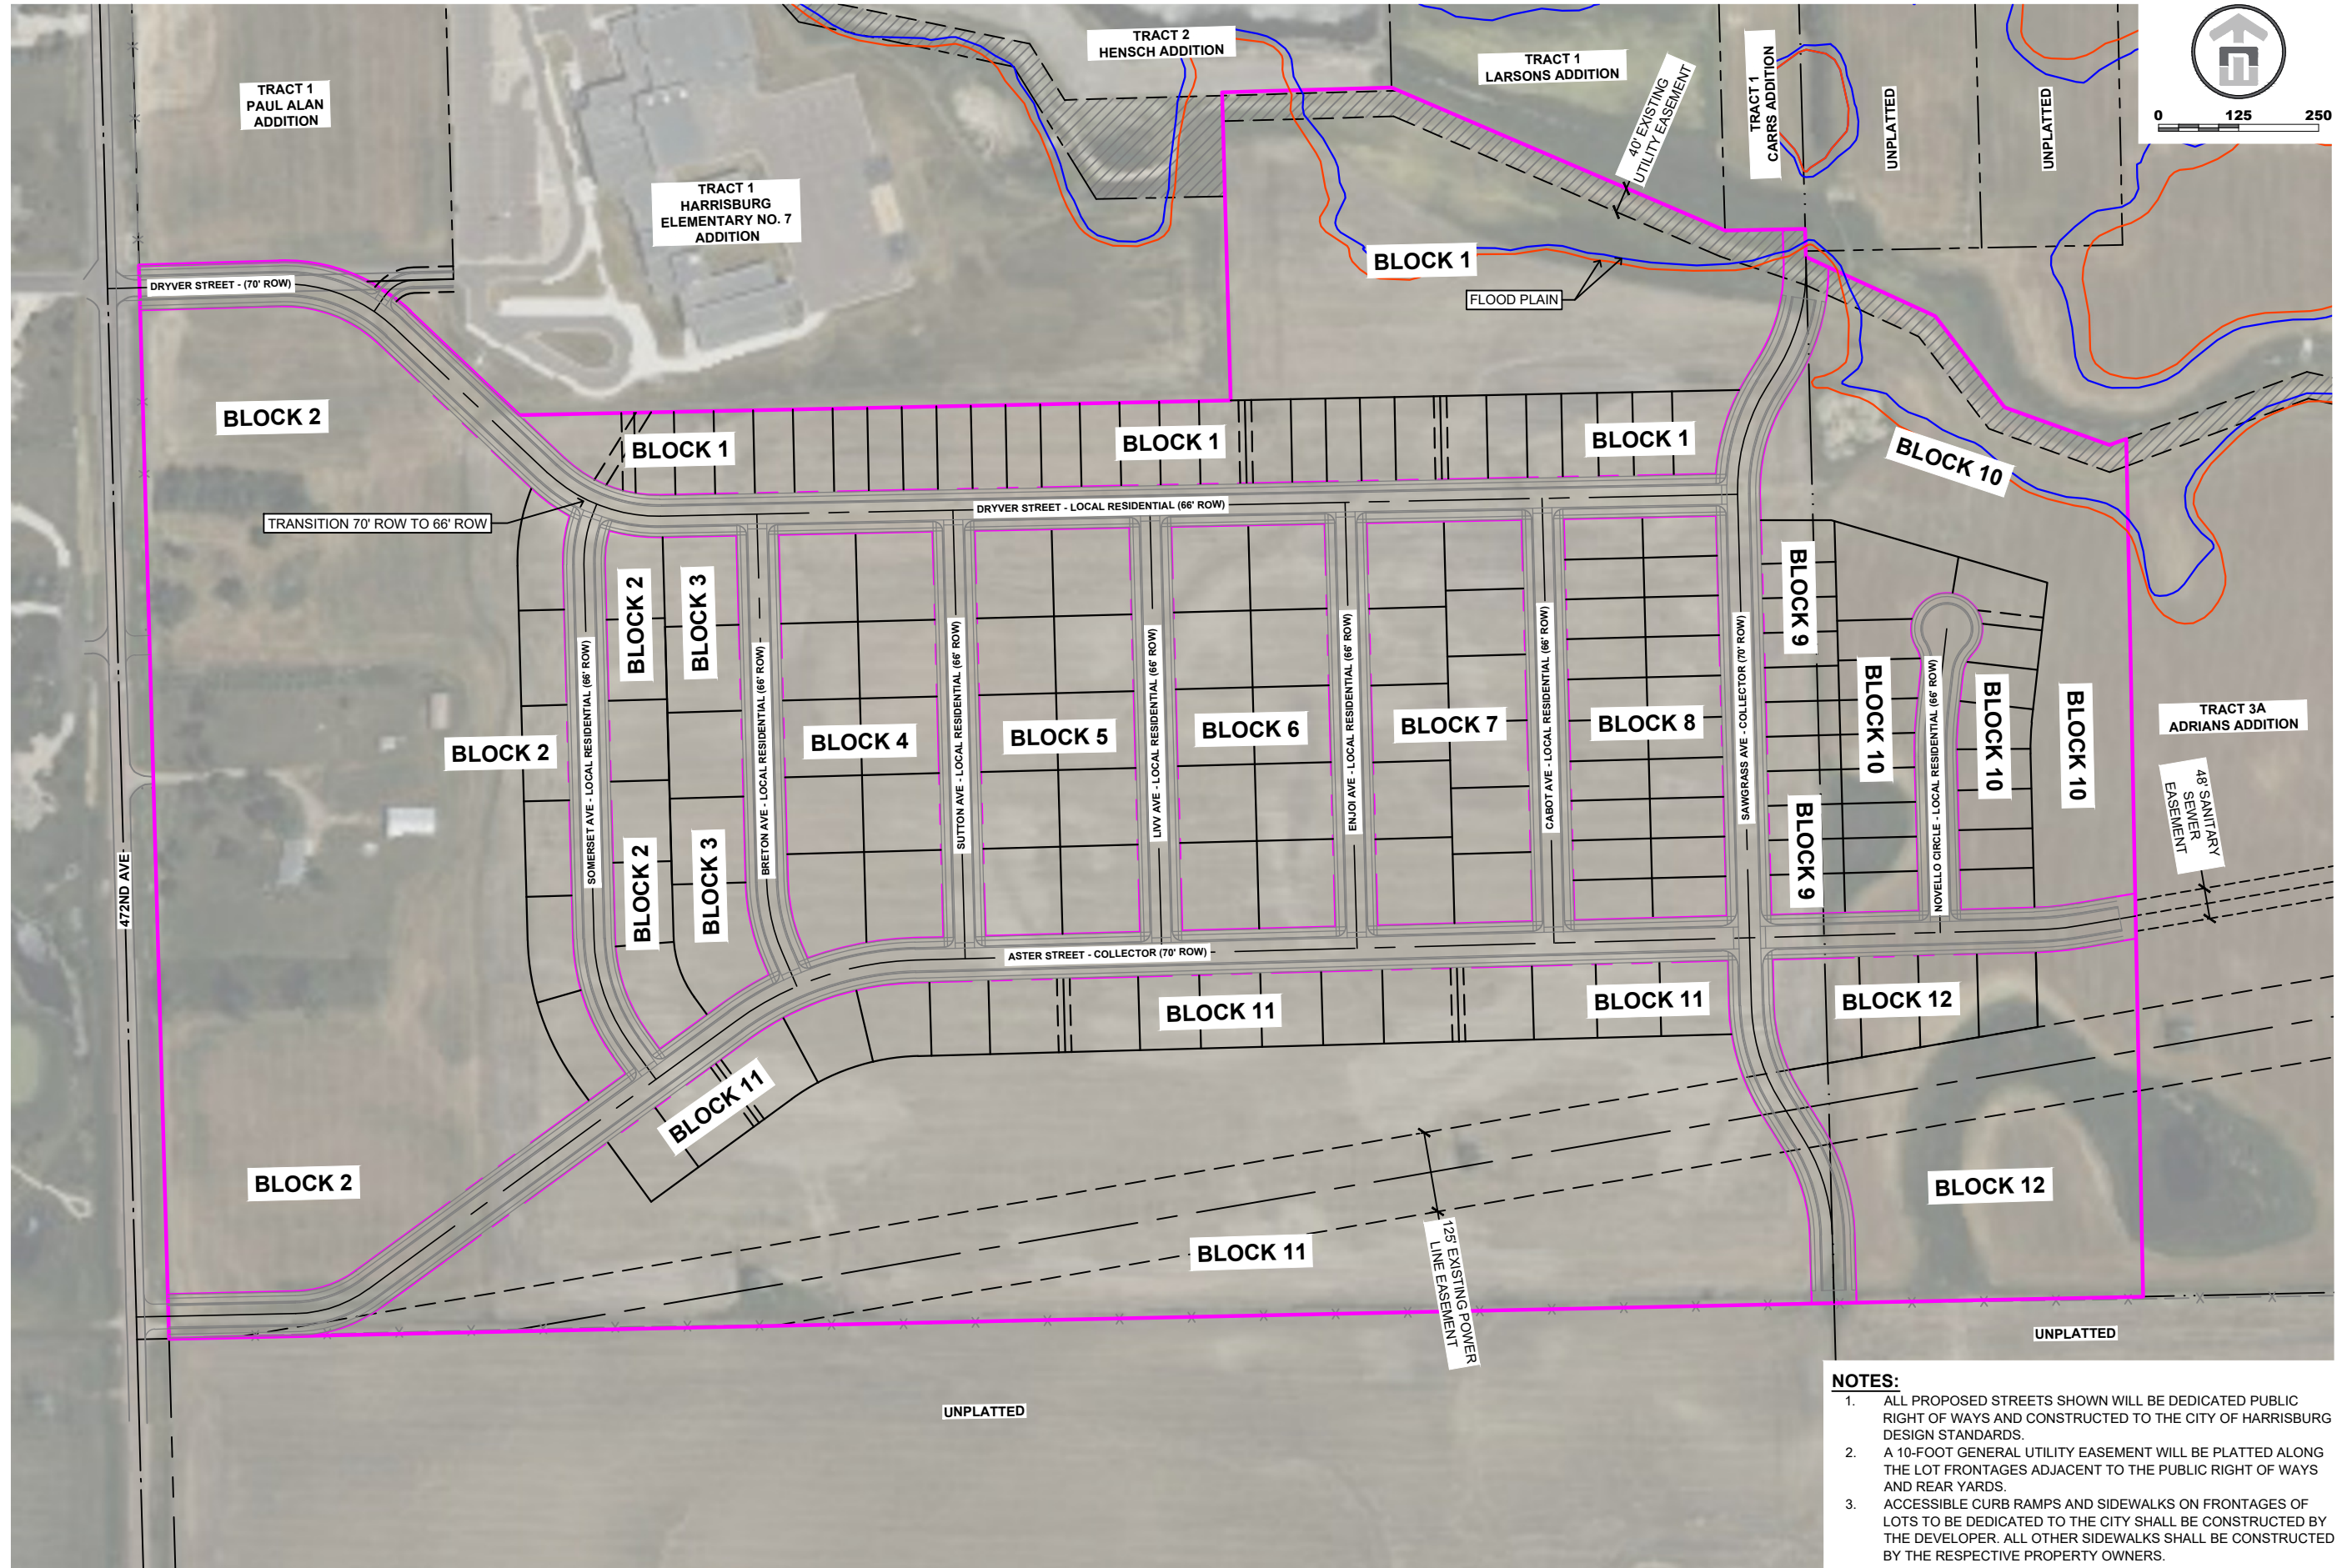 TRACT 1
PAUL ALAN
ADDITION
TRACT 1
HARRISBURG
ELEMENTARY NO. 7
ADDITION
TRACT 2
HENSCH ADDITION
TRACT 1
LARSONS ADDITION
40' EXISTING
UTILITY EASEMENT
TRACT 1
CARRS ADDITION
UNPLATTED
UNPLATTED
0 125 250
DRYVER STREET - (70' ROW)
BLOCK 1
FLOOD PLAIN
BLOCK 2
BLOCK 1
BLOCK 1
BLOCK 1
BLOCK 10
TRANSITION 70' ROW TO 66' ROW
DRYVER STREET - LOCAL RESIDENTIAL (66' ROW)
BLOCK 2
BLOCK 3
BLOCK 9
BLOCK 2
SOMERSET AVE - LOCAL RESIDENTIAL (66' ROW)
BRETON AVE - LOCAL RESIDENTIAL (66' ROW)
BLOCK 4
SUTTON AVE - LOCAL RESIDENTIAL (66' ROW)
BLOCK 5
LIVV AVE - LOCAL RESIDENTIAL (66' ROW)
BLOCK 6
ENJOI AVE - LOCAL RESIDENTIAL (66' ROW)
BLOCK 7
CABOT AVE - LOCAL RESIDENTIAL (66' ROW)
BLOCK 8
SAWGRASS AVE - COLLECTOR (70' ROW)
BLOCK 10
NOVELLO CIRCLE - LOCAL RESIDENTIAL (66' ROW)
BLOCK 10
BLOCK 10
TRACT 3A
ADRIANS ADDITION
48' SANITARY
SEWER
EASEMENT
472ND AVE
BLOCK 2
BLOCK 3
BLOCK 9
ASTER STREET - COLLECTOR (70' ROW)
BLOCK 11
BLOCK 11
BLOCK 12
BLOCK 11
BLOCK 2
BLOCK 12
BLOCK 11
125' EXISTING POWER
LINE EASEMENT
UNPLATTED
UNPLATTED
NOTES:
1. ALL PROPOSED STREETS SHOWN WILL BE DEDICATED PUBLIC
RIGHT OF WAYS AND CONSTRUCTED TO THE CITY OF HARRISBURG
DESIGN STANDARDS.
2. A 10-FOOT GENERAL UTILITY EASEMENT WILL BE PLATTED ALONG
THE LOT FRONTAGES ADJACENT TO THE PUBLIC RIGHT OF WAYS
AND REAR YARDS.
3. ACCESSIBLE CURB RAMPS AND SIDEWALKS ON FRONTAGES OF
LOTS TO BE DEDICATED TO THE CITY SHALL BE CONSTRUCTED BY
THE DEVELOPER. ALL OTHER SIDEWALKS SHALL BE CONSTRUCTED
BY THE RESPECTIVE PROPERTY OWNERS.